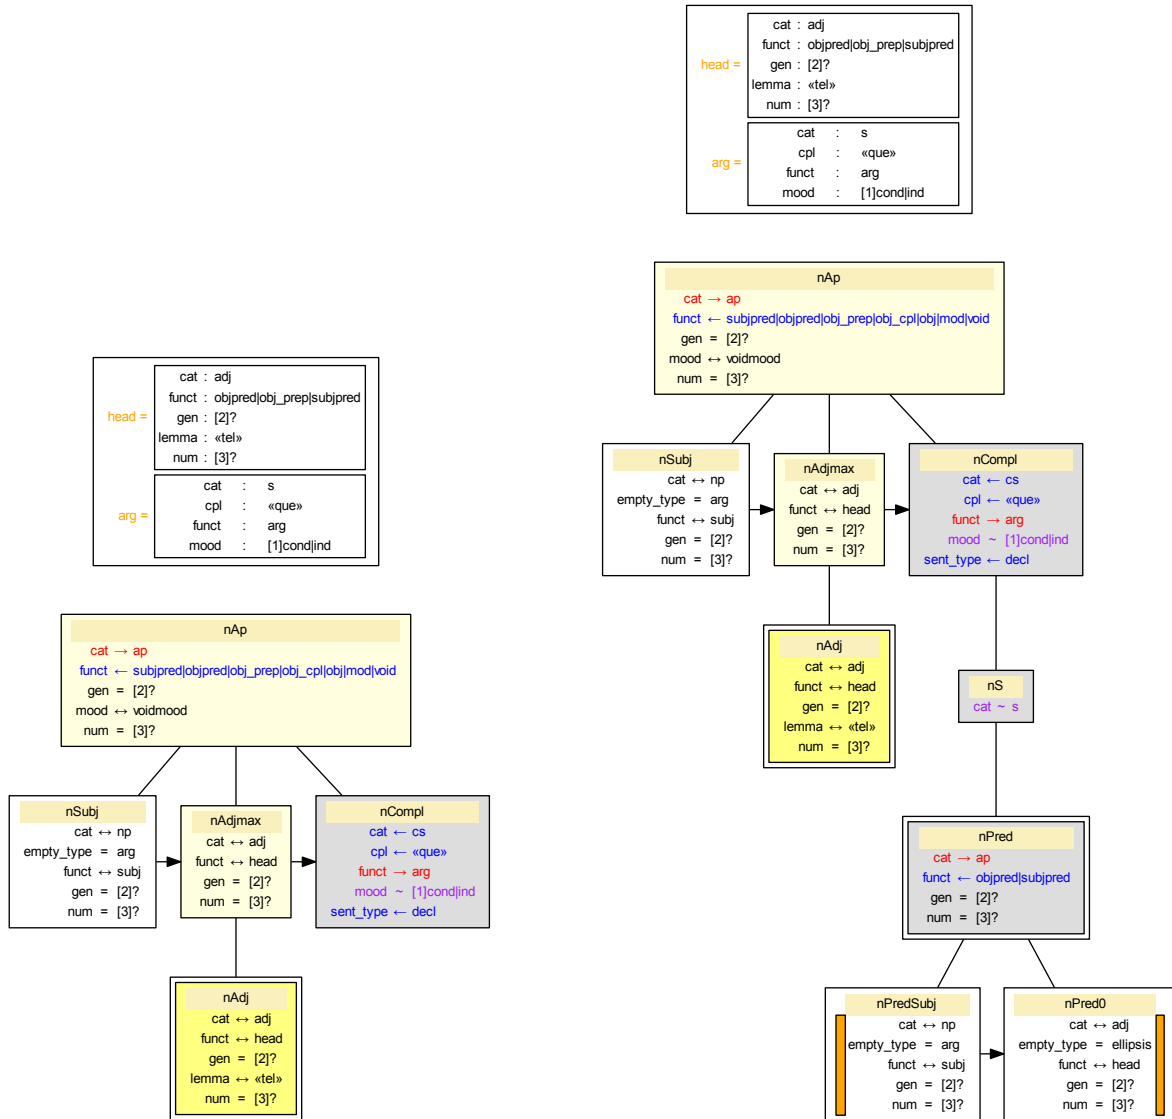 cat : adj
funct : objpred|obj_prep|subjpred
head =
gen : [2]?
lemma : «tel»
num : [3]?
cat : s
cpl : «que»
arg =
funct : arg
mood : [1]cond|ind
nAp
cat → ap
funct ← subjpred|objpred|obj_prep|obj_cpl|obj|mod|void
gen = [2]?
mood ↔ voidmood
num = [3]?
nSubj
cat ↔ np
empty_type = arg
funct ↔ subj
gen = [2]?
num = [3]?
nAdjmax
cat ↔ adj
funct ↔ head
gen = [2]?
num = [3]?
nCompl
cat ← cs
cpl ← «que»
funct → arg
mood ~ [1]cond|ind
sent_type ← decl
nAdj
cat ↔ adj
funct ↔ head
gen = [2]?
lemma ↔ «tel»
num = [3]?
cat : adj
funct : objpred|obj_prep|subjpred
head =
gen : [2]?
lemma : «tel»
num : [3]?
cat : s
cpl : «que»
arg =
funct : arg
mood : [1]cond|ind
nAp
cat → ap
funct ← subjpred|objpred|obj_prep|obj_cpl|obj|mod|void
gen = [2]?
mood ↔ voidmood
num = [3]?
nSubj
cat ↔ np
empty_type = arg
funct ↔ subj
gen = [2]?
num = [3]?
nAdjmax
cat ↔ adj
funct ↔ head
gen = [2]?
num = [3]?
nCompl
cat ← cs
cpl ← «que»
funct → arg
mood ~ [1]cond|ind
sent_type ← decl
nAdj
cat ↔ adj
funct ↔ head
gen = [2]?
lemma ↔ «tel»
num = [3]?
nS
cat ~ s
nPred
cat → ap
funct ← objpred|subjpred
gen = [2]?
num = [3]?
nPredSubj
cat ↔ np
empty_type = arg
funct ↔ subj
gen = [2]?
num = [3]?
nPred0
cat ↔ adj
empty_type = ellipsis
funct ↔ head
gen = [2]?
num = [3]?